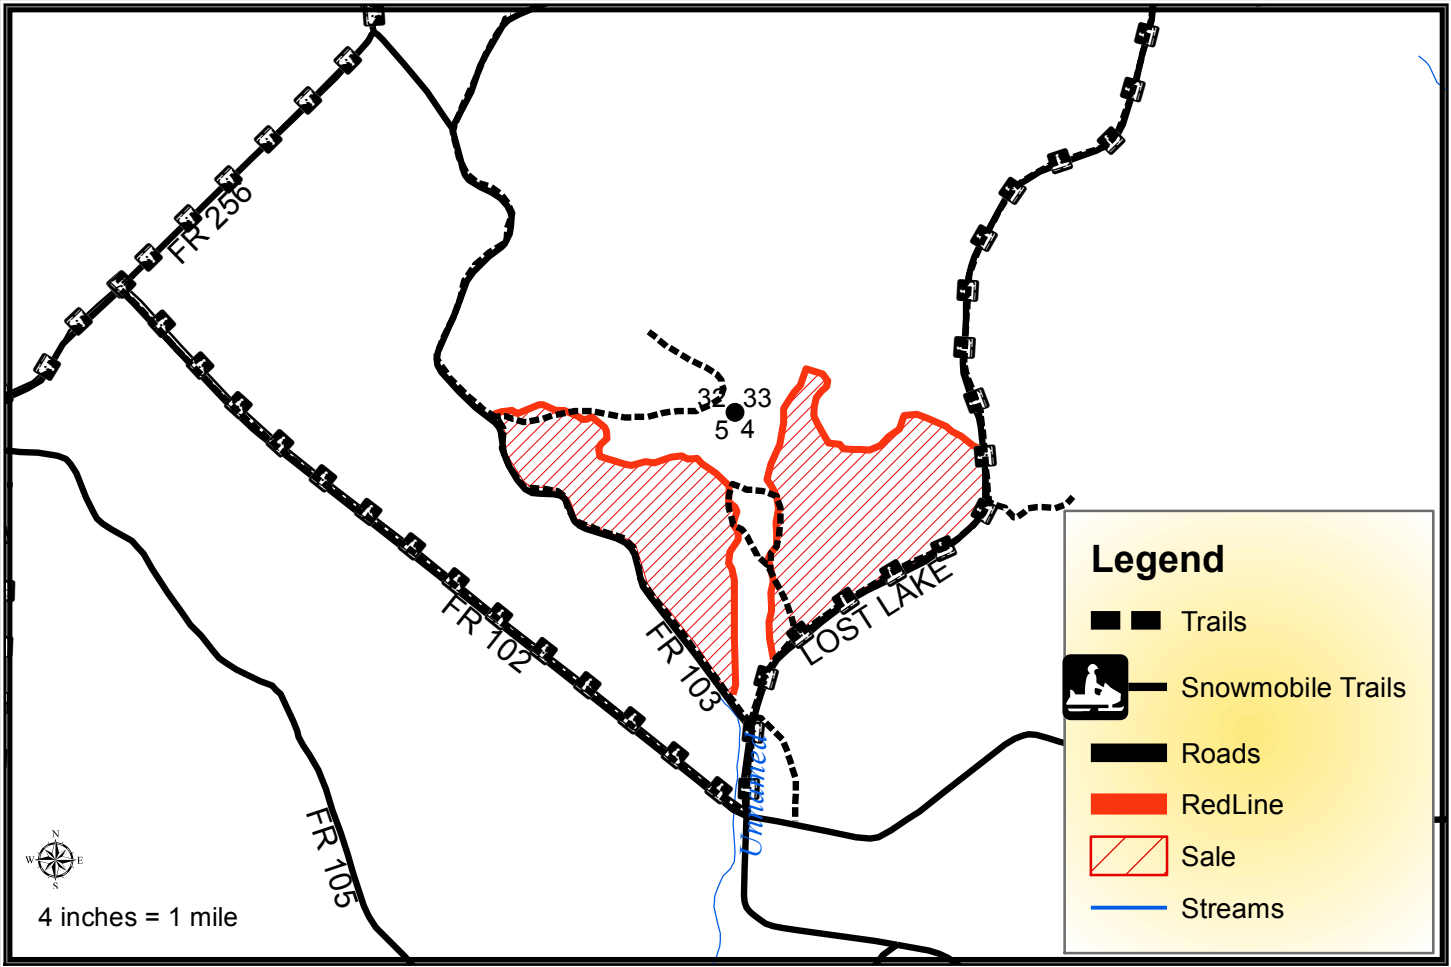 FR 256
32 33
5 4
LOST LAKE
FR 102
FR 103
Unnamed
FR 105
N
W E
S
4 inches = 1 mile
Legend
Trails
Snowmobile Trails
Roads
RedLine
Sale
Streams